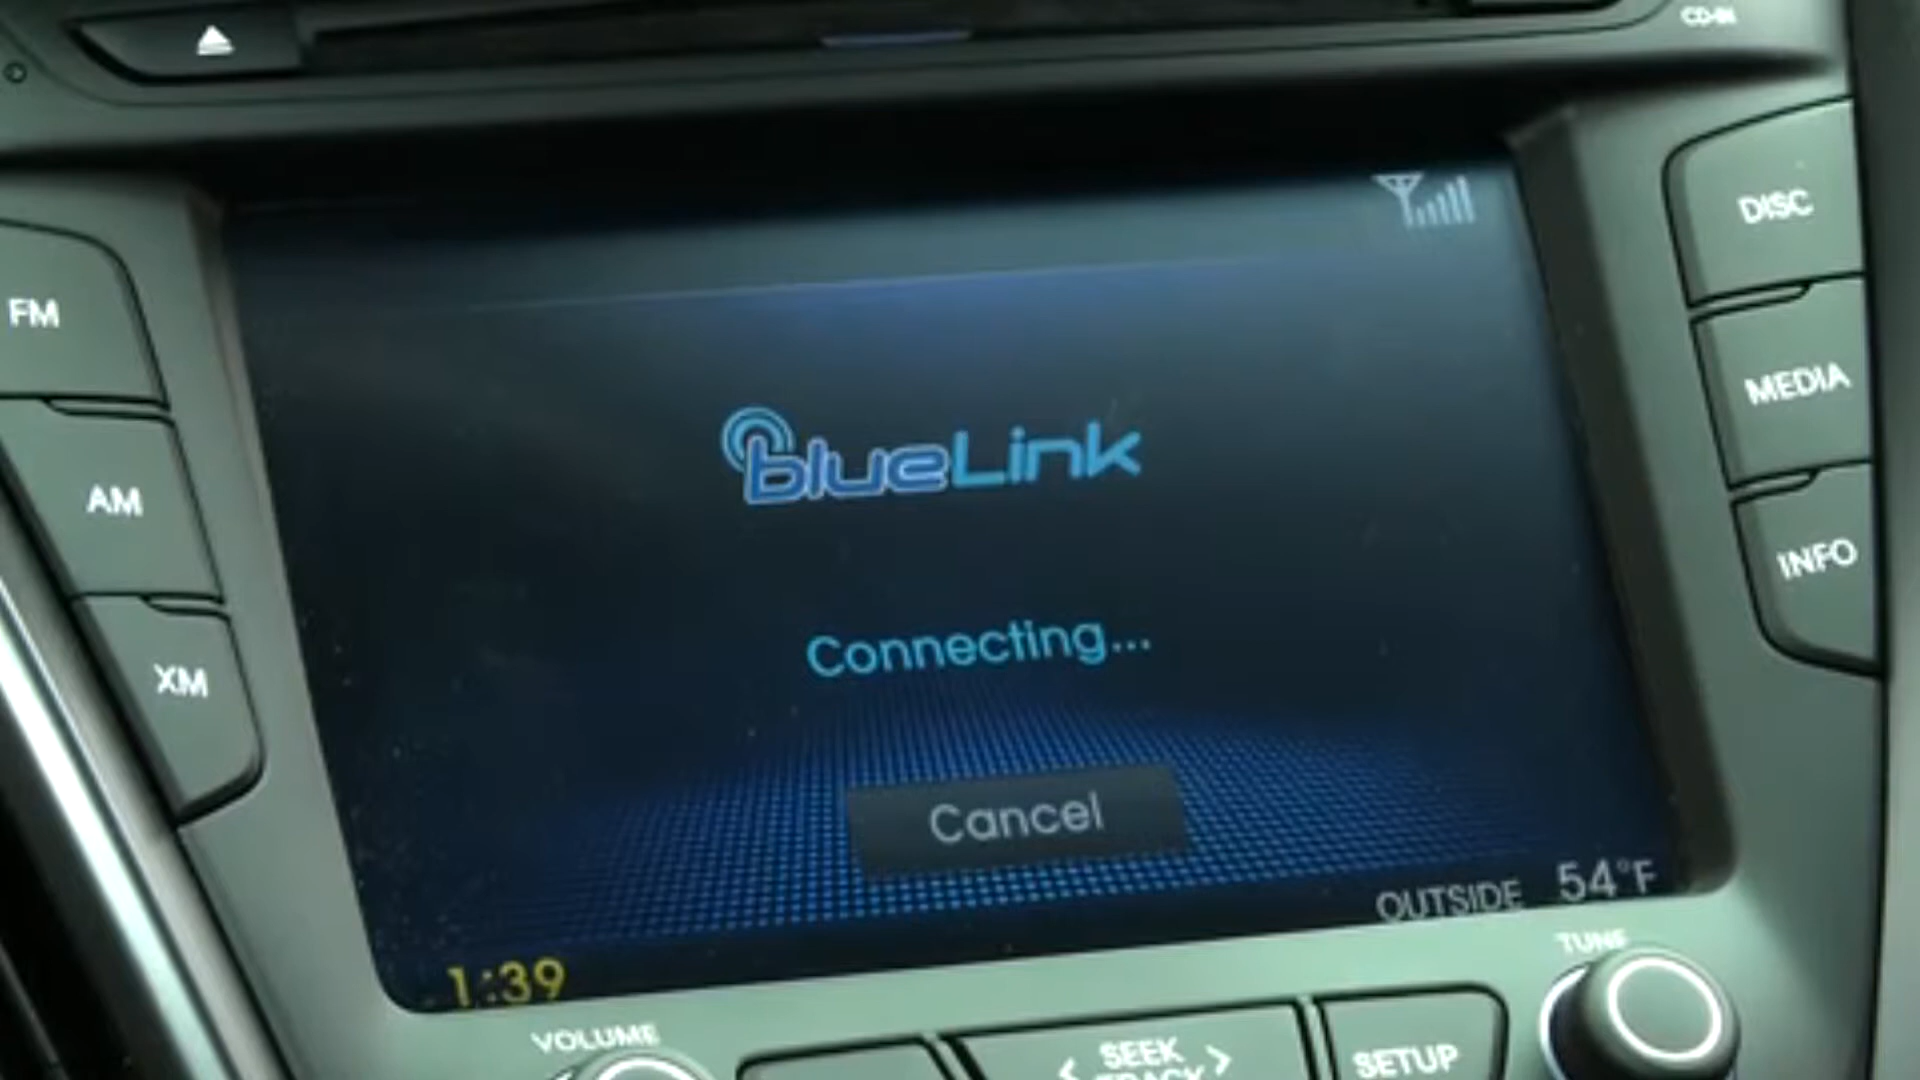 CD-IN
DISC
FM
MEDIA
blueLink
AM
INFO
Connecting...
XM
Cancel
OUTSIDE 54°F
TUNE
1:39
VOLUME
< SEEK >
TRACK
SETUP